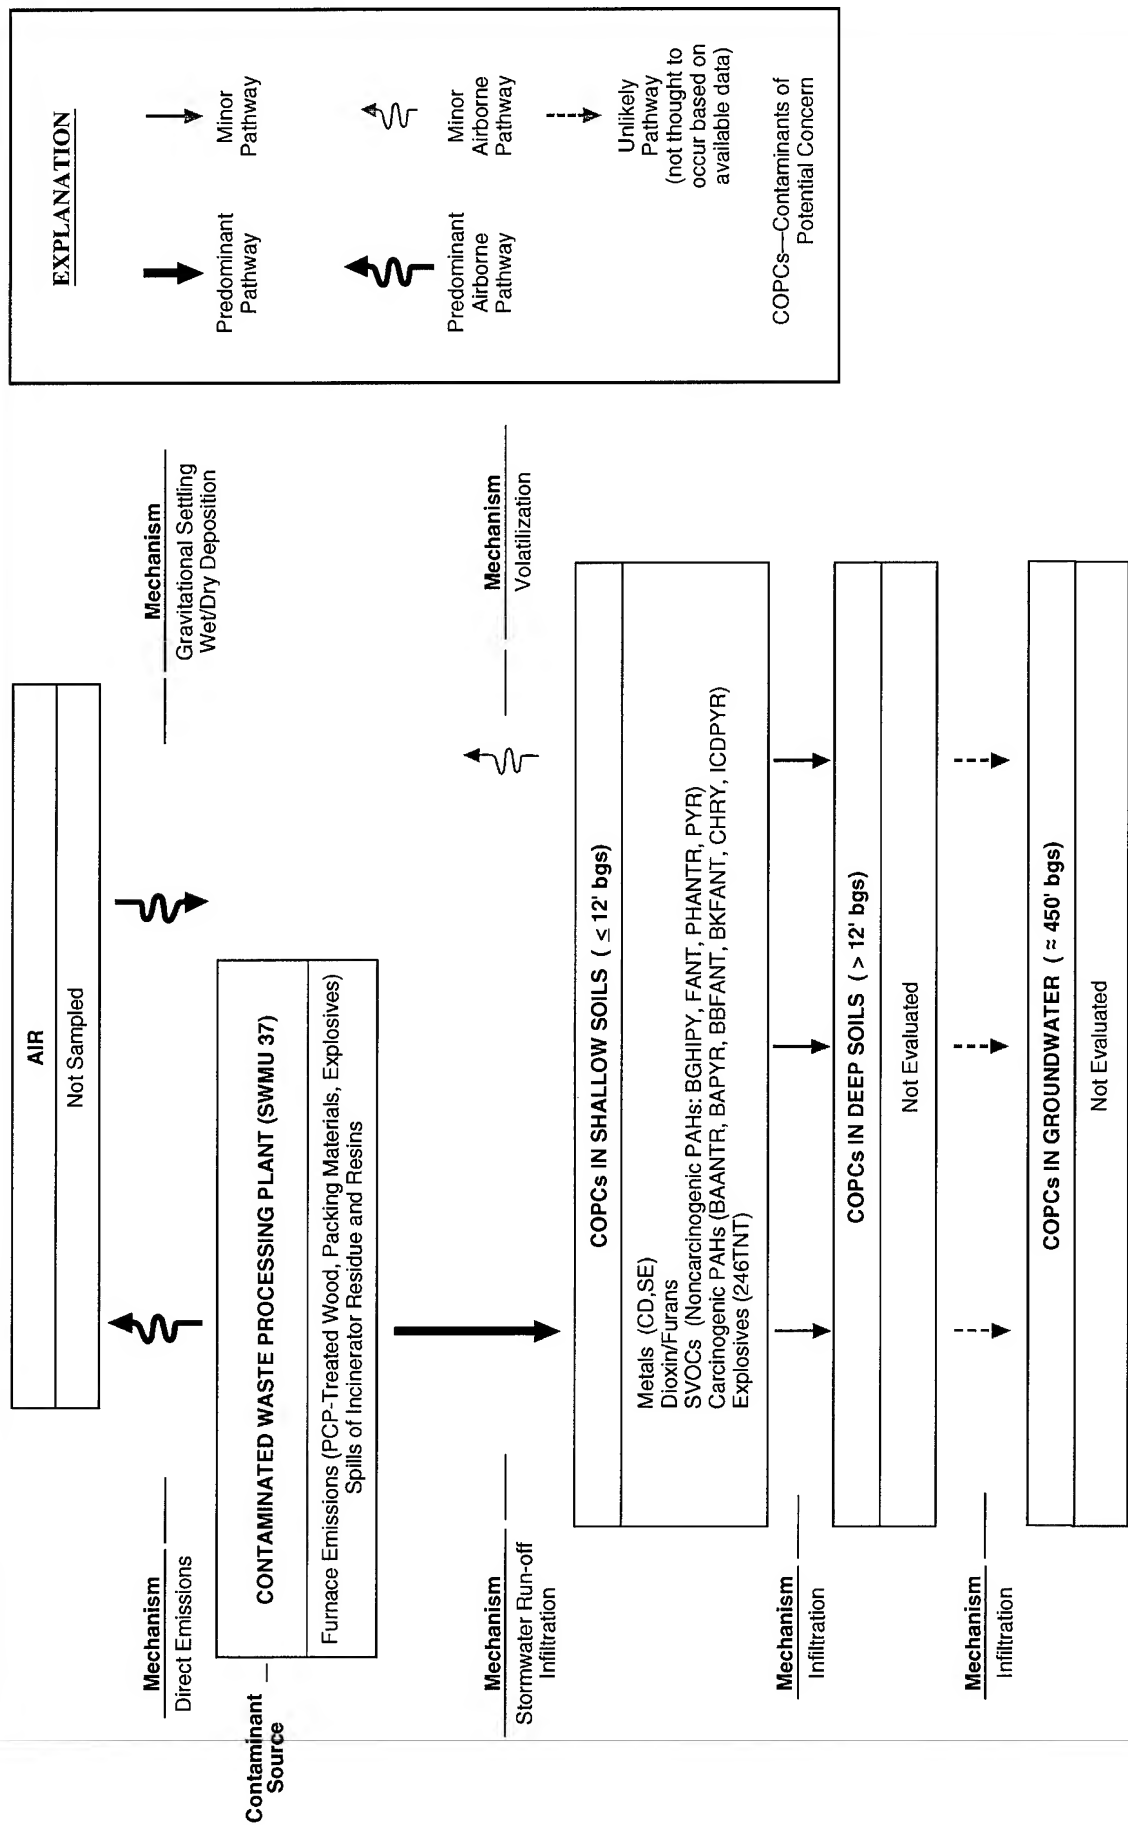 AIR
Not Sampled
Mechanism
Direct Emissions
Mechanism
Gravitational Settling
Wet/Dry Deposition
Contaminant
Source
CONTAMINATED WASTE PROCESSING PLANT (SWMU 37)
Furnace Emissions (PCP-Treated Wood, Packing Materials, Explosives)
Spills of Incinerator Residue and Resins
Mechanism
Stormwater Run-off
Infiltration
Mechanism
Volatilization
COPCs IN SHALLOW SOILS ( ≤ 12' bgs)
Metals (CD,SE)
Dioxin/Furans
SVOCs (Noncarcinogenic PAHs: BGHIPY, FANT, PHANTR, PYR)
Carcinogenic PAHs (BAANTR, BAPYR, BBFANT, BKFANT, CHRY, ICDPYR)
Explosives (246TNT)
Mechanism
Infiltration
COPCs IN DEEP SOILS ( > 12' bgs)
Not Evaluated
Mechanism
Infiltration
COPCs IN GROUNDWATER ( ≈ 450' bgs)
Not Evaluated
EXPLANATION
Predominant
Pathway
Minor
Pathway
Predominant
Airborne
Pathway
Minor
Airborne
Pathway
Unlikely
Pathway
(not thought to
occur based on
available data)
COPCs—Contaminants of
Potential Concern